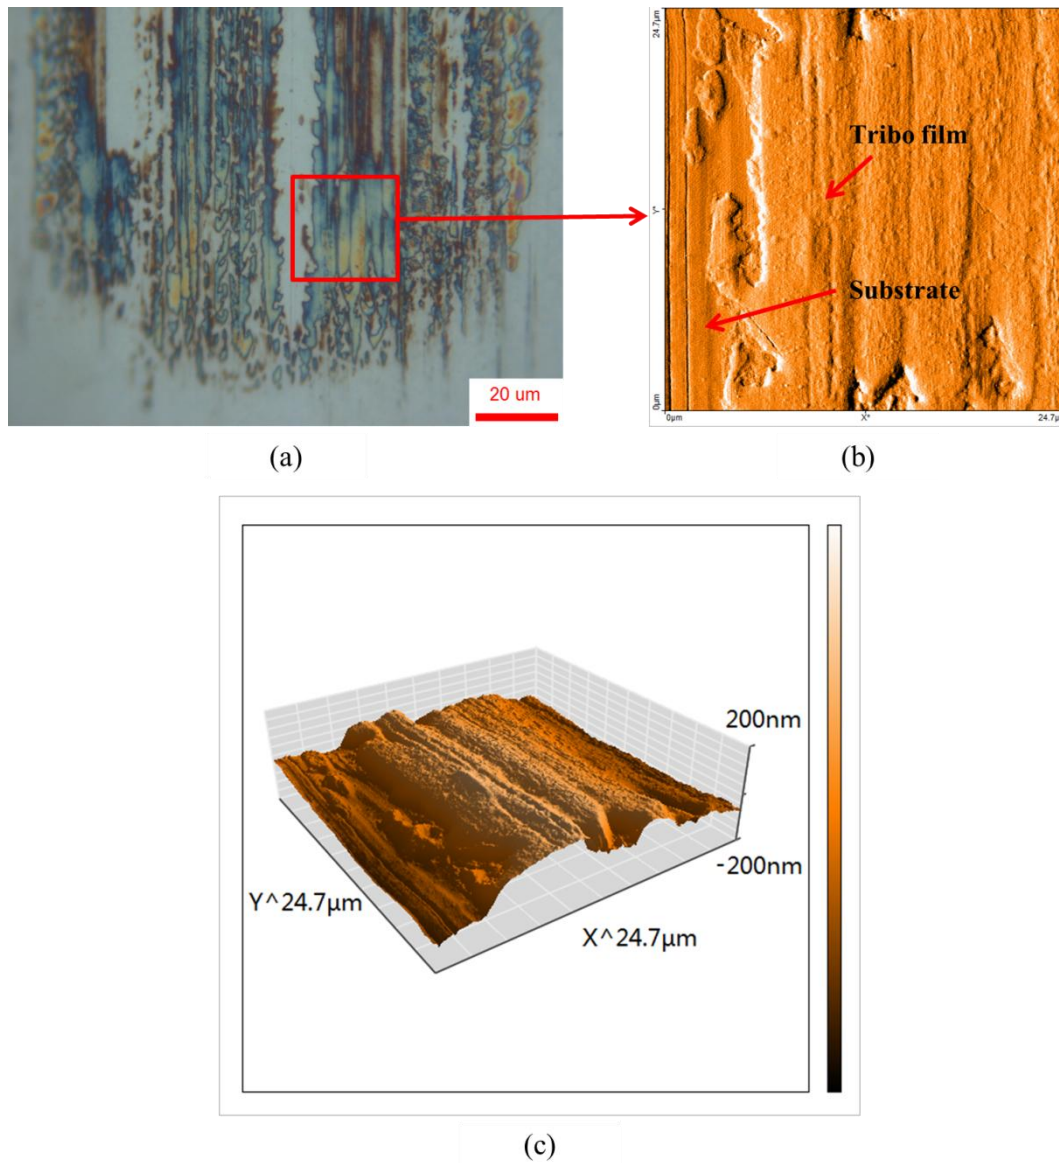 20 um
(a)
24.7µm
Y*
0µm
Tribo film
Substrate
0µm
X*
24.7µ
(b)
200nm
-200nm
Y^24.7µm
X^24.7µm
(c)